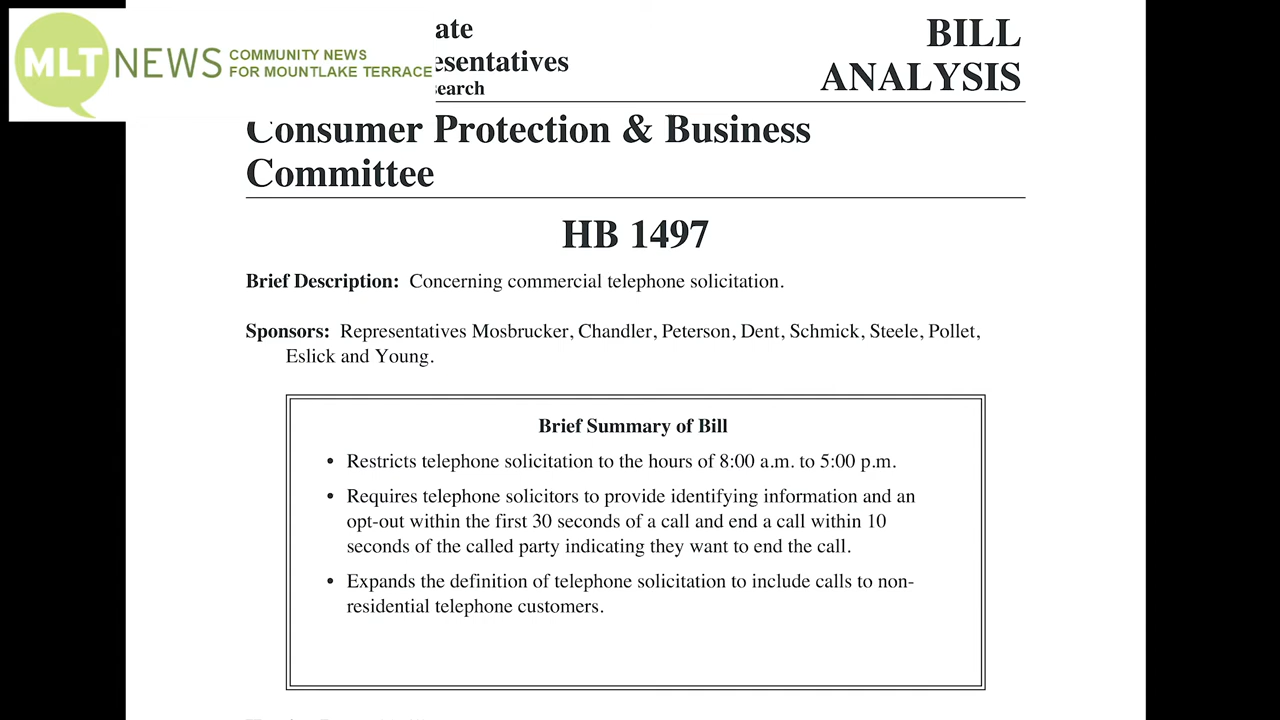 MLT NEWS COMMUNITY NEWS
FOR MOUNTLAKE TERRACE
ate
esentatives
earch
BILL
ANALYSIS
Consumer Protection & Business
Committee
HB 1497
Brief Description: Concerning commercial telephone solicitation.
Sponsors: Representatives Mosbrucker, Chandler, Peterson, Dent, Schmick, Steele, Pollet,
Eslick and Young.
Brief Summary of Bill
• Restricts telephone solicitation to the hours of 8:00 a.m. to 5:00 p.m.
• Requires telephone solicitors to provide identifying information and an
opt-out within the first 30 seconds of a call and end a call within 10
seconds of the called party indicating they want to end the call.
• Expands the definition of telephone solicitation to include calls to non-
residential telephone customers.